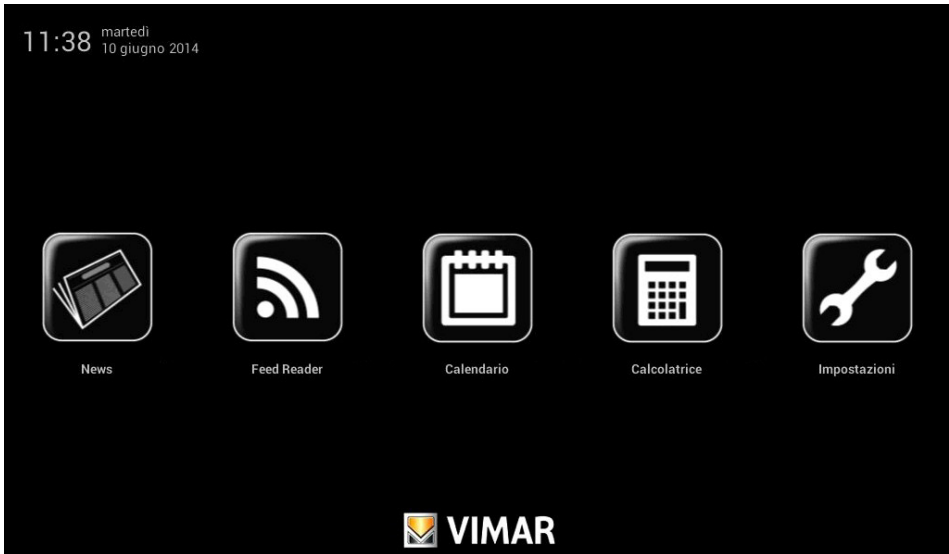 11:38 martedì
10 giugno 2014
News Feed Reader Calendario Calcolatrice Impostazioni
VIMAR